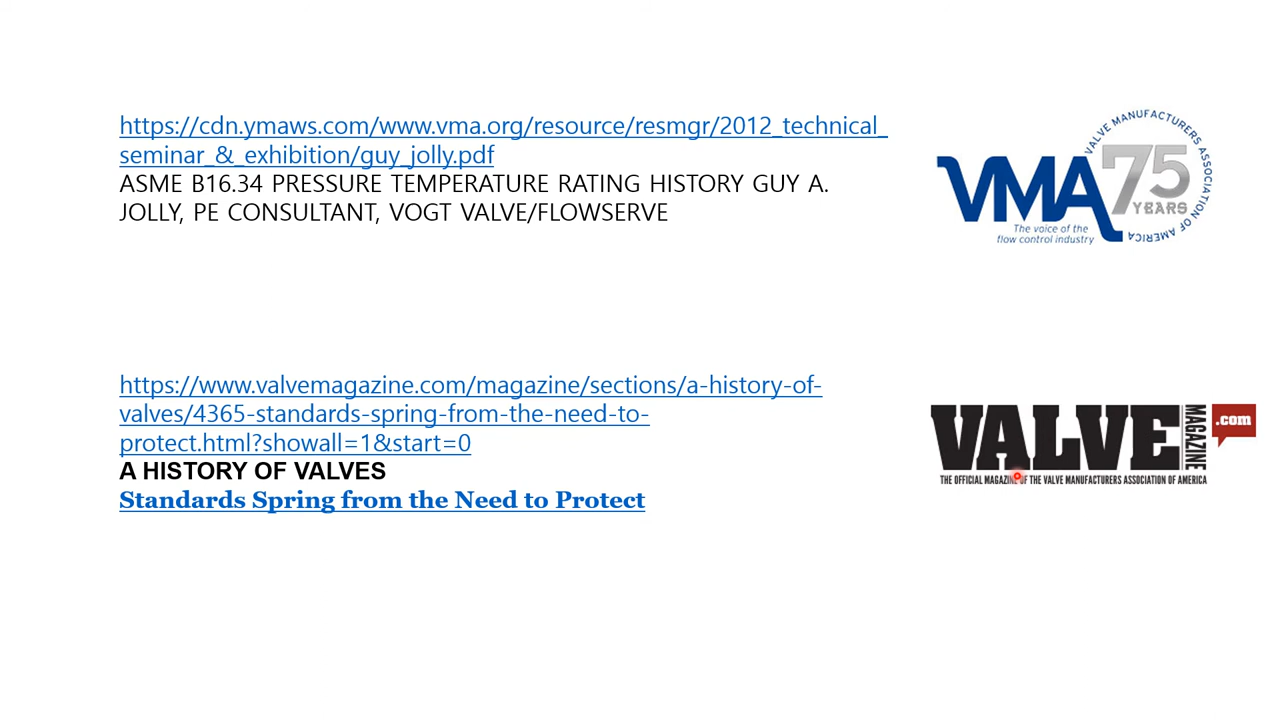 https://cdn.ymaws.com/www.vma.org/resource/resmgr/2012_technical_
seminar_&_exhibition/guy_jolly.pdf
ASME B16.34 PRESSURE TEMPERATURE RATING HISTORY GUY A.
JOLLY, PE CONSULTANT, VOGT VALVE/FLOWSERVE
VMA
75
YEARS
VALVE MANUFACTURERS ASSOCIATION OF AMERICA
The voice of the
flow control industry
https://www.valvemagazine.com/magazine/sections/a-history-of-
valves/4365-standards-spring-from-the-need-to-
protect.html?showall=1&start=0
A HISTORY OF VALVES
Standards Spring from the Need to Protect
VALVE
MAGAZINE
.com
THE OFFICIAL MAGAZINE OF THE VALVE MANUFACTURERS ASSOCIATION OF AMERICA